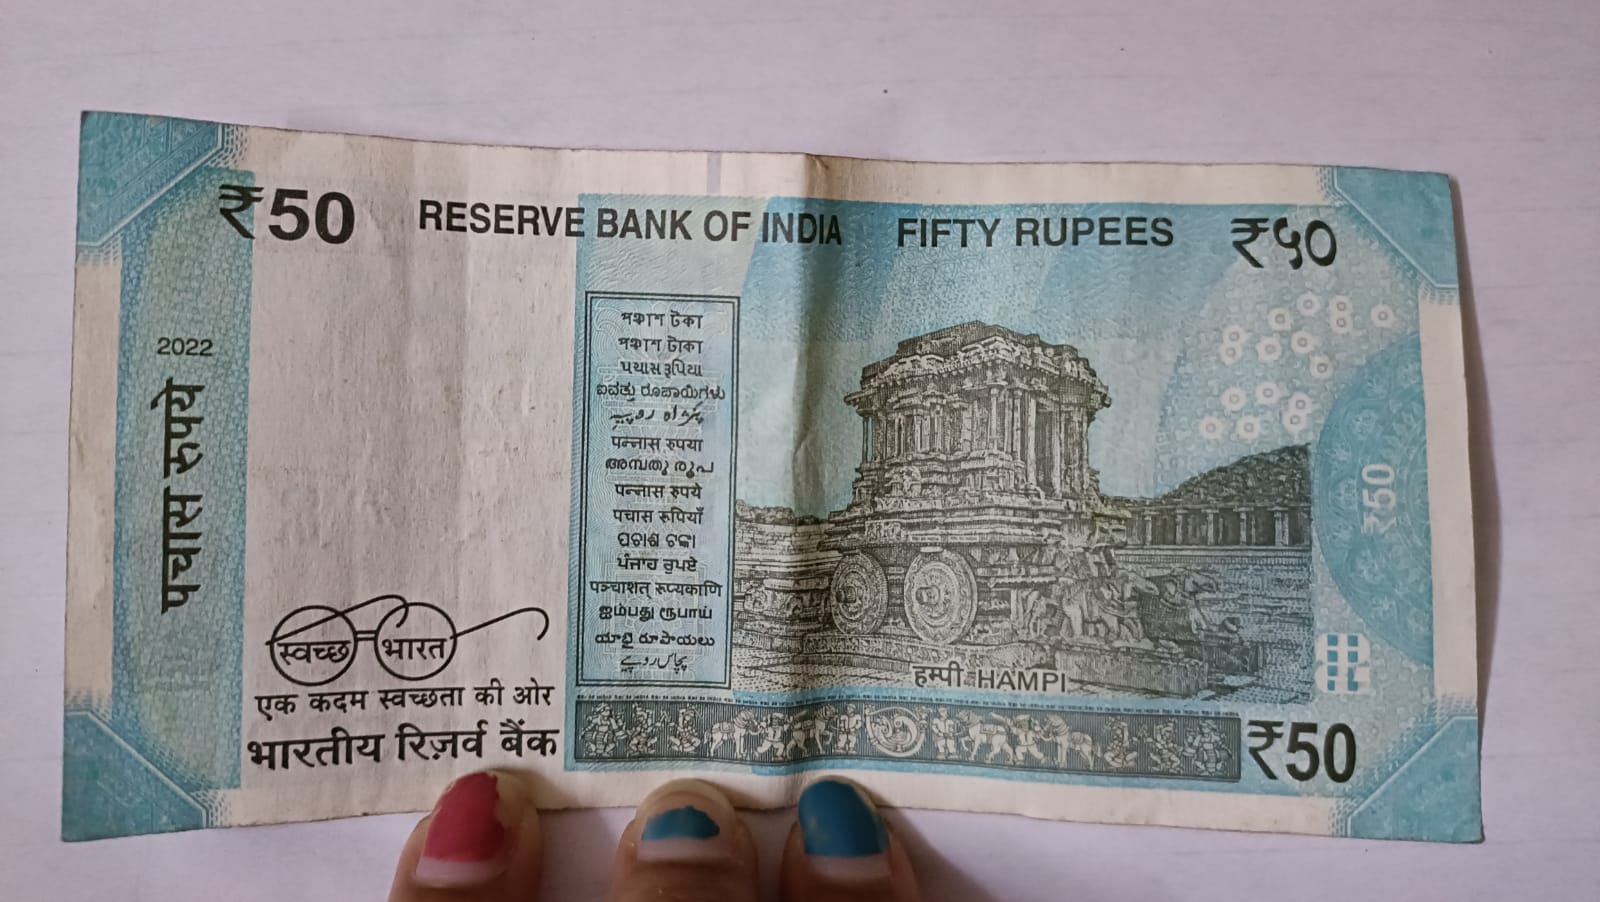 ₹50 RESERVE BANK OF INDIA FIFTY RUPEES ₹५०
2022
पचास रुपये
পঞ্চাশ টকা
পঞ্চাশ টাকা
પચાસ રૂપિયા
ಐವತ್ತು ರೂಪಾಯಿಗಳು
پنژاہ روپیہِ
पन्नास रुपया
അമ്പതു രൂപ
पन्नास रुपये
पचास रुपियाँ
ପଚାଶ ଟଙ୍କା
ਪੰਜਾਹ ਰੁਪਏ
पञ्चाशत् रूप्यकाणि
ஐம்பது ரூபாய்
యాభై రూపాయలు
پچاس روپے
₹50
स्वच्छ भारत
एक कदम स्वच्छता की ओर
भारतीय रिज़र्व बैंक
हम्पी HAMPI
₹50